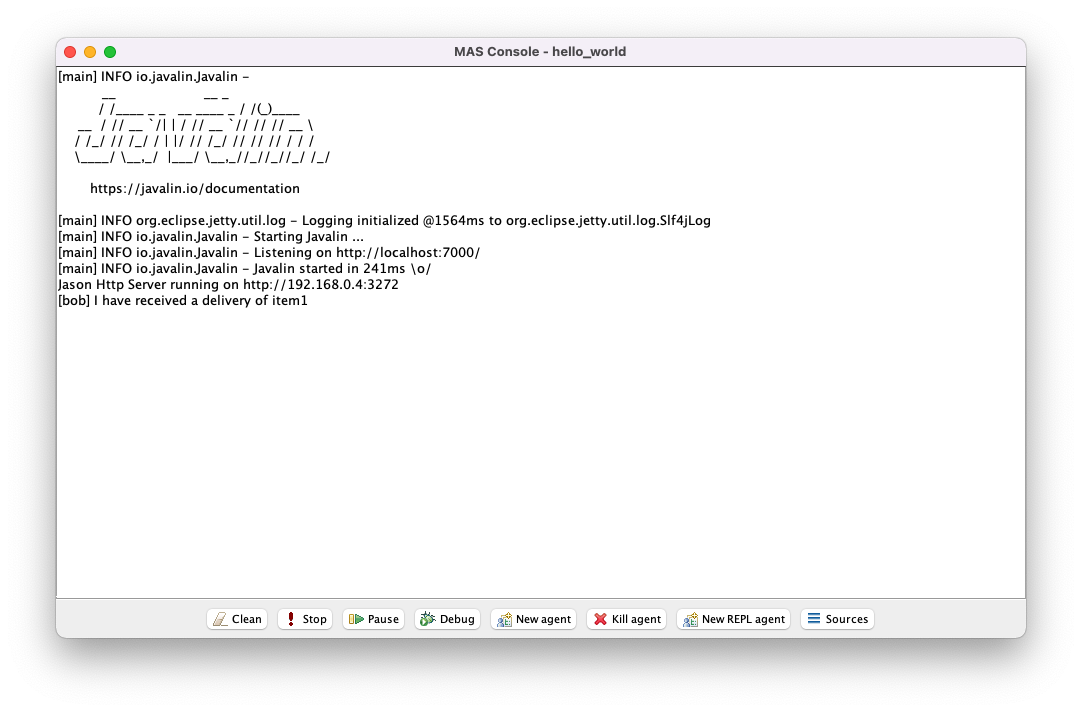 MAS Console - hello_world
[main] INFO io.javalin.Javalin -
           __                      __ _
          / /____ _ _   __ ____ _ / /(_)____
     __  / // __ `/| | / // __ `// // // __ \
    / /_/ // /_/ / | |/ // /_/ // // // / / /
    \____/ \__,_/  |___/ \__,_//_//_//_/ /_/
https://javalin.io/documentation
[main] INFO org.eclipse.jetty.util.log - Logging initialized @1564ms to org.eclipse.jetty.util.log.Slf4jLog
[main] INFO io.javalin.Javalin - Starting Javalin ...
[main] INFO io.javalin.Javalin - Listening on http://localhost:7000/
[main] INFO io.javalin.Javalin - Javalin started in 241ms \o/
Jason Http Server running on http://192.168.0.4:3272
[bob] I have received a delivery of item1
Clean Stop Pause Debug New agent Kill agent New REPL agent Sources